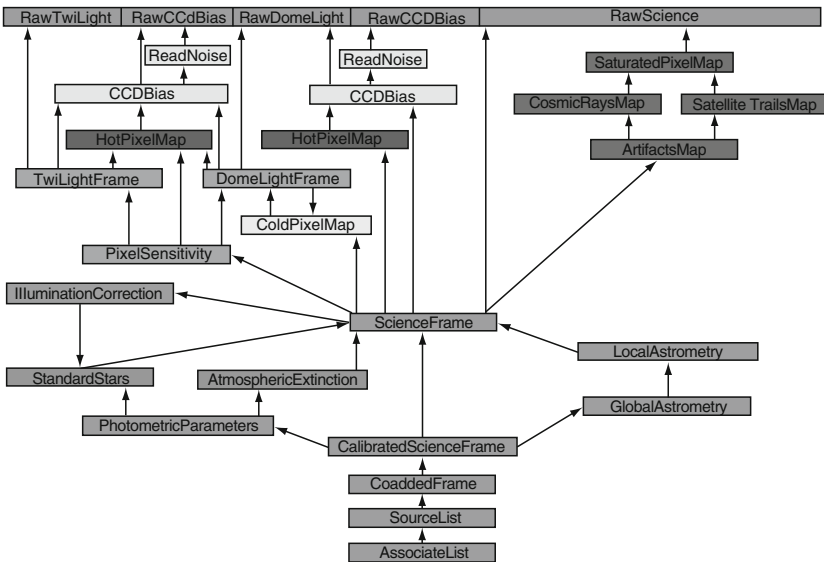 RawTwiLight RawCCdBias RawDomeLight RawCCDBias RawScience
ReadNoise ReadNoise SaturatedPixelMap
CCDBias CCDBias CosmicRaysMap Satellite TrailsMap
HotPixelMap HotPixelMap ArtifactsMap
TwiLightFrame DomeLightFrame
ColdPixelMap
PixelSensitivity
IlluminationCorrection
ScienceFrame
LocalAstrometry
StandardStars AtmosphericExtinction
GlobalAstrometry
PhotometricParameters
CalibratedScienceFrame
CoaddedFrame
SourceList
AssociateList